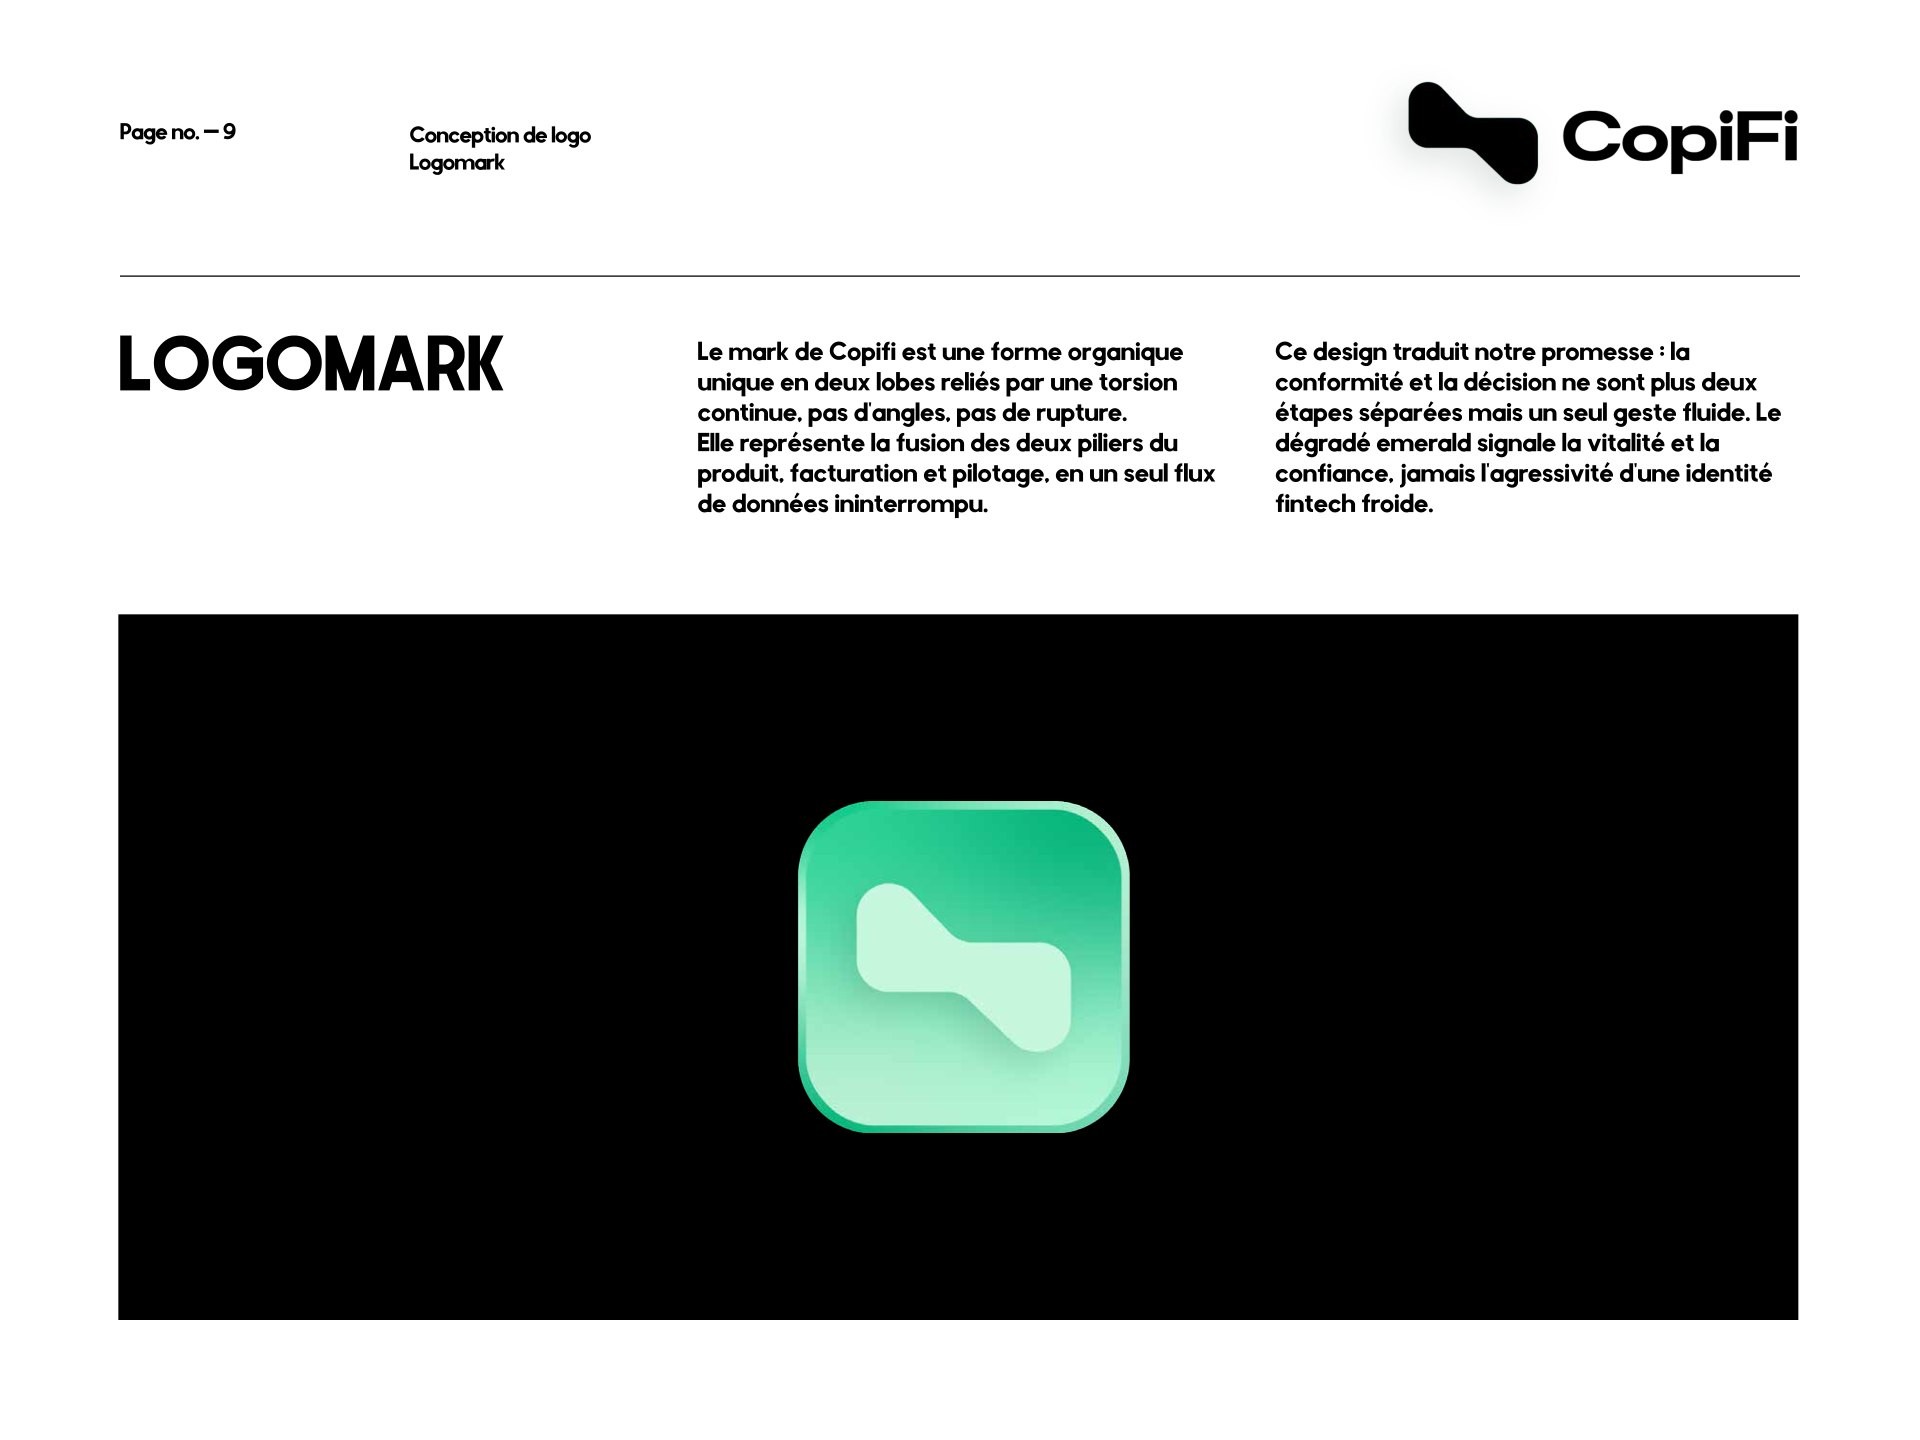 Page no. — 9
Conception de logo
Logomark
CopiFi
LOGOMARK
Le mark de Copifi est une forme organique
unique en deux lobes reliés par une torsion
continue, pas d'angles, pas de rupture.
Elle représente la fusion des deux piliers du
produit, facturation et pilotage, en un seul flux
de données ininterrompu.
Ce design traduit notre promesse : la
conformité et la décision ne sont plus deux
étapes séparées mais un seul geste fluide. Le
dégradé emerald signale la vitalité et la
confiance, jamais l'agressivité d'une identité
fintech froide.